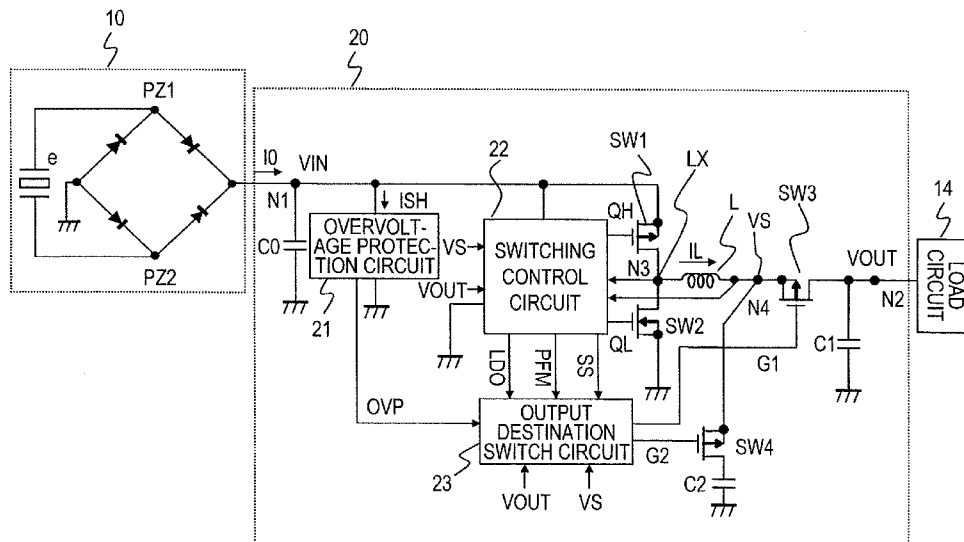 10
20
PZ1
e
PZ2
I0
VIN
N1
C0
ISH
OVERVOLT-
AGE PROTEC-
TION CIRCUIT
21
VS
VOUT
22
SWITCHING
CONTROL
CIRCUIT
SW1
QH
LX
N3
IL
L
VS
SW3
N4
QL
SW2
G1
VOUT
N2
C1
14
LOAD
CIRCUIT
LDO
PFM
SS
OVP
OUTPUT
DESTINATION
SWITCH CIRCUIT
23
G2
SW4
C2
VOUT
VS